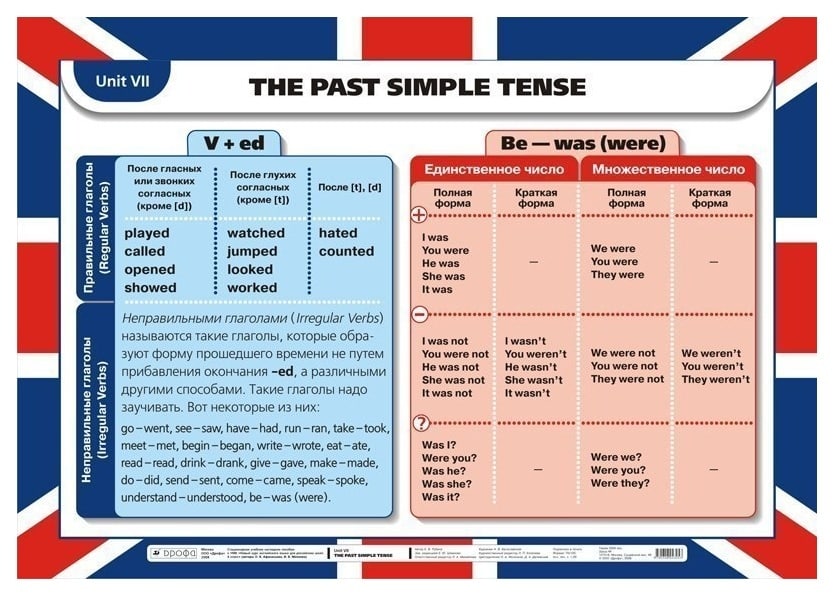 Unit VII
THE PAST SIMPLE TENSE
V + ed
Правильные глаголы
(Regular Verbs)
После гласных
или звонких
согласных
(кроме [d])
После глухих
согласных
(кроме [t])
После [t], [d]
played
called
opened
showed
watched
jumped
looked
worked
hated
counted
Неправильные глаголы
(Irregular Verbs)
Неправильными глаголами (Irregular Verbs)
называются такие глаголы, которые обра-
зуют форму прошедшего времени не путем
прибавления окончания –ed, а различными
другими способами. Такие глаголы надо
заучивать. Вот некоторые из них:
go – went, see – saw, have – had, run – ran, take – took,
meet – met, begin – began, write – wrote, eat – ate,
read – read, drink – drank, give – gave, make – made,
do – did, send – sent, come – came, speak – spoke,
understand – understood, be – was (were).
Be — was (were)
Единственное число
Множественное число
Полная
форма
Краткая
форма
Полная
форма
Краткая
форма
+
I was
You were
He was
She was
It was
—
We were
You were
They were
—
–
I was not
You were not
He was not
She was not
It was not
I wasn't
You weren't
He wasn't
She wasn't
It wasn't
We were not
You were not
They were not
We weren't
You weren't
They weren't
?
Was I?
Were you?
Was he?
Was she?
Was it?
—
Were we?
Were you?
Were they?
—
дрофа
Unit VII
THE PAST SIMPLE TENSE